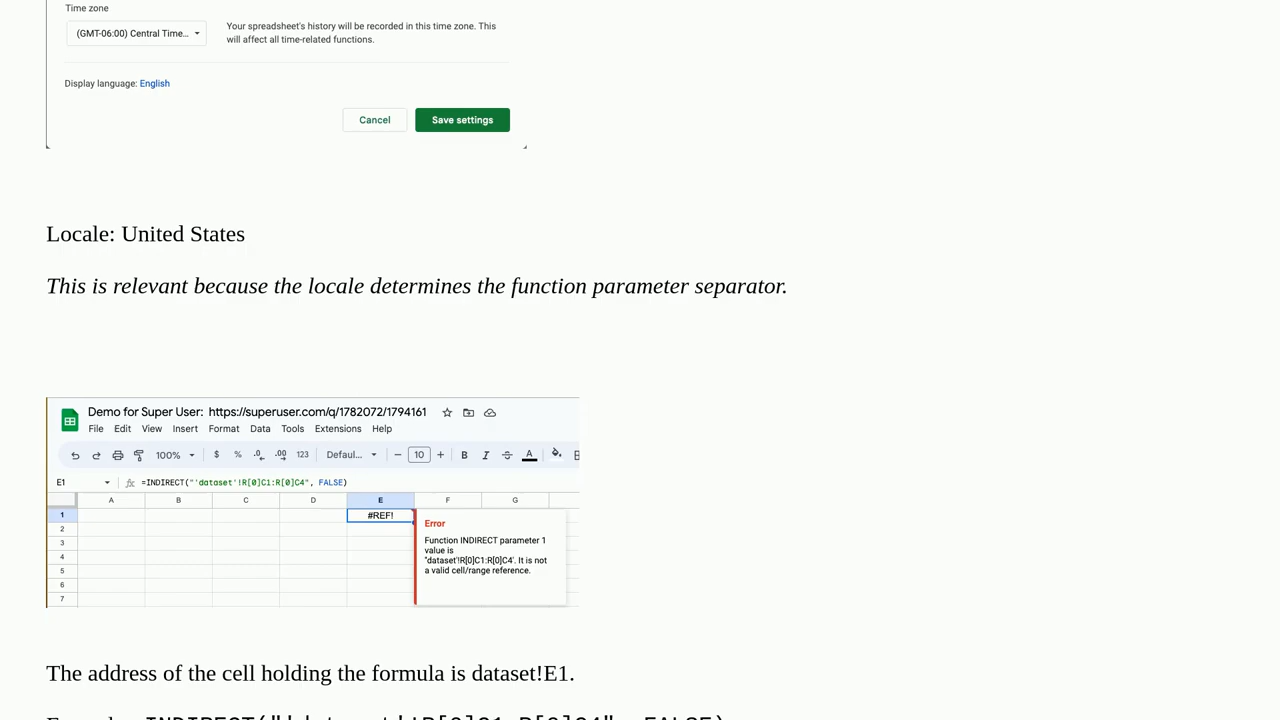 Time zone
(GMT-06:00) Central Time...
Your spreadsheet's history will be recorded in this time zone. This
will affect all time-related functions.
Display language: English
Cancel
Save settings
Locale: United States
This is relevant because the locale determines the function parameter separator.
Demo for Super User: https://superuser.com/q/1782072/1794161
File Edit View Insert Format Data Tools Extensions Help
100% $ % .0 .00 123 Defaul... − 10 + B I A
E1 fx =INDIRECT("'dataset'!R[0]C1:R[0]C4", FALSE)
A B C D E F G
1 #REF!
2
3
4
5
6
7
Error
Function INDIRECT parameter 1
value is
''dataset'!R[0]C1:R[0]C4'. It is not
a valid cell/range reference.
The address of the cell holding the formula is dataset!E1.